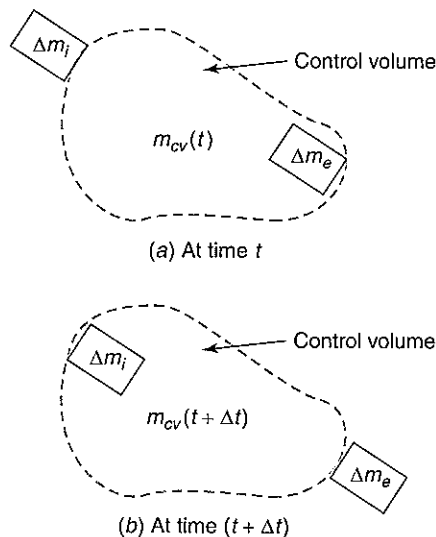 Δm_i
Control volume
m_cv(t)
Δm_e
(a) At time t
Control volume
Δm_i
m_cv(t + Δt)
Δm_e
(b) At time (t + Δt)